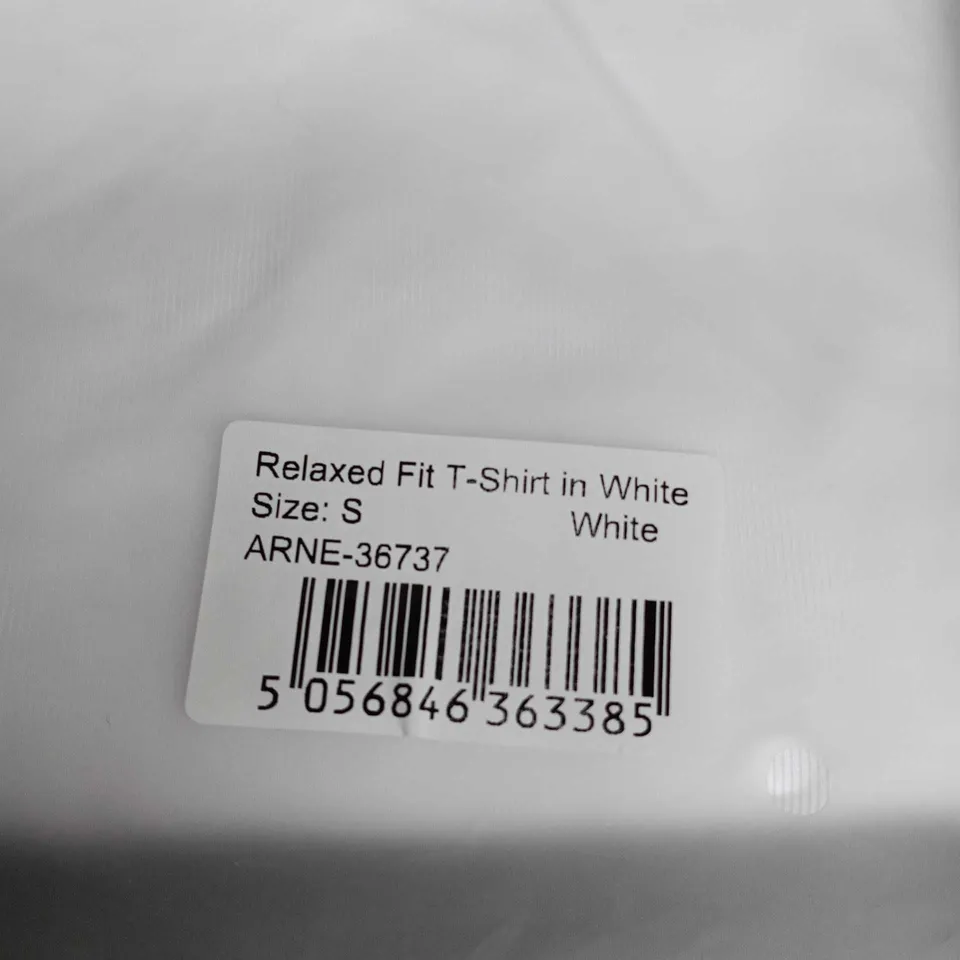 Relaxed Fit T-Shirt in White
Size: S White
ARNE-36737
5 056846 363385